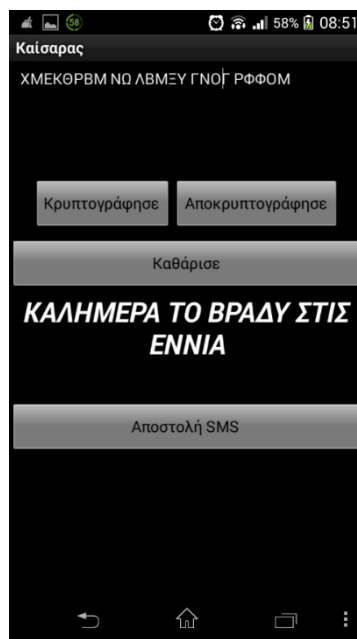 58 58% 08:51
Καίσαρας
ΧΜΕΚΘΡΒΜ ΝΩ ΛΒΜΞΥ ΓΝΟΓ ΡΦΦΟΜ
Κρυπτογράφησε Αποκρυπτογράφησε
Καθάρισε
ΚΑΛΗΜΕΡΑ ΤΟ ΒΡΑΔΥ ΣΤΙΣ
ΕΝΝΙΑ
Αποστολή SMS